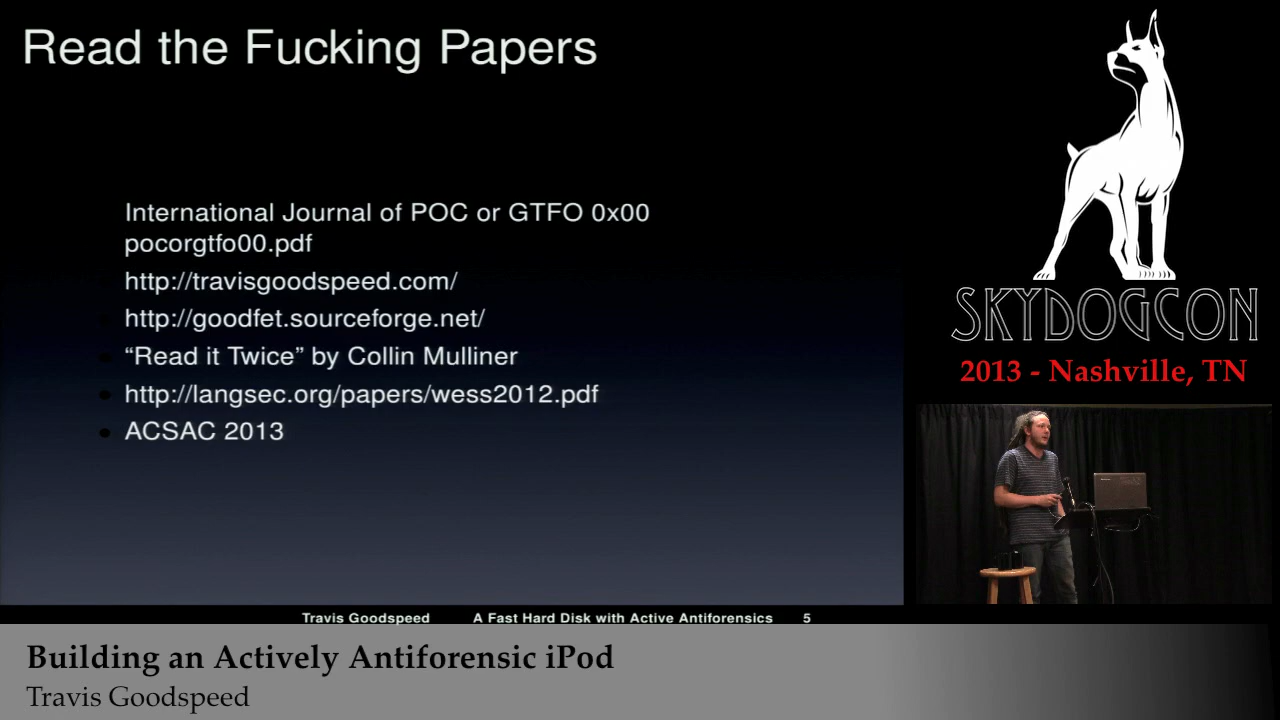 Read the Fucking Papers
International Journal of POC or GTFO 0x00
pocorgtfo00.pdf
http://travisgoodspeed.com/
http://goodfet.sourceforge.net/
“Read it Twice” by Collin Mulliner
http://langsec.org/papers/wess2012.pdf
ACSAC 2013
Travis Goodspeed A Fast Hard Disk with Active Antiforensics 5
SKYDOGCON
2013 - Nashville, TN
Building an Actively Antiforensic iPod
Travis Goodspeed